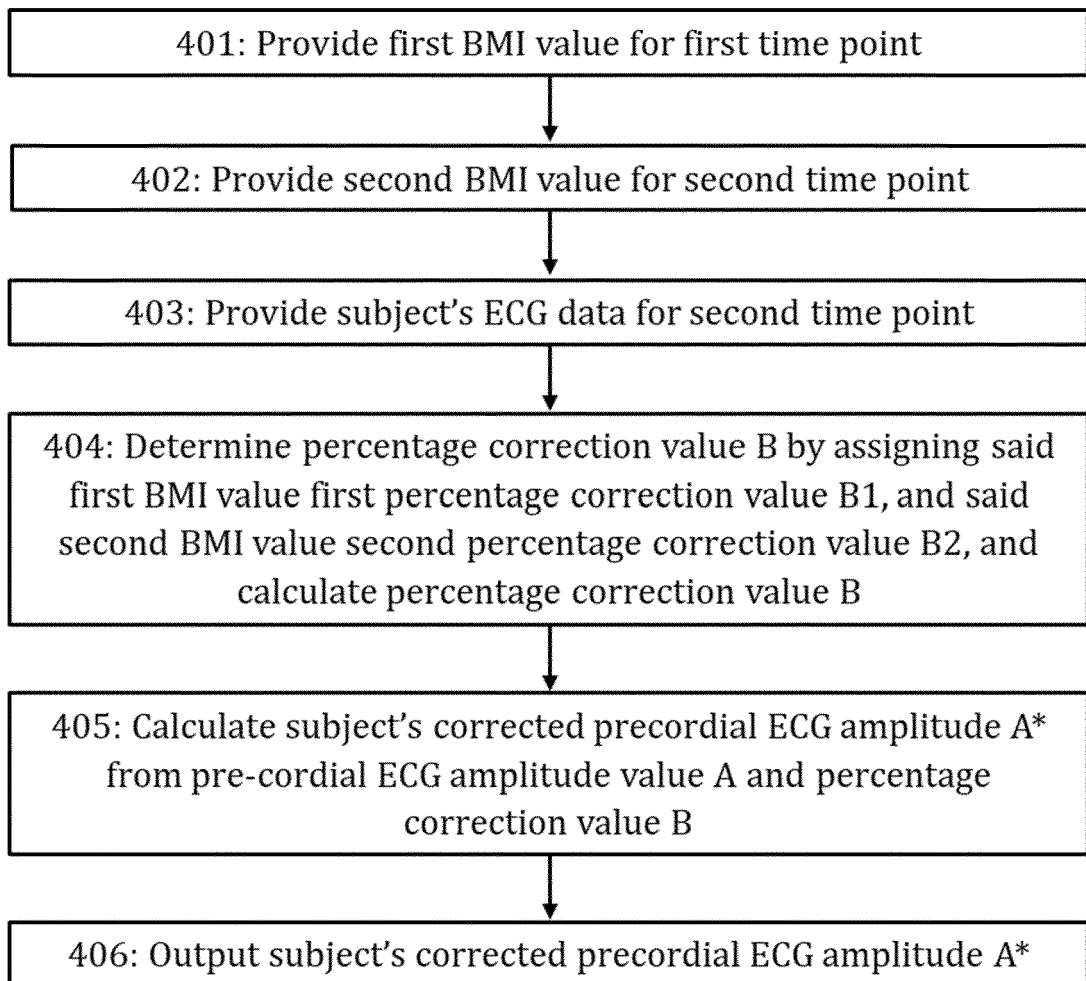 401: Provide first BMI value for first time point
402: Provide second BMI value for second time point
403: Provide subject’s ECG data for second time point
404: Determine percentage correction value B by assigning said
first BMI value first percentage correction value B1, and said
second BMI value second percentage correction value B2, and
calculate percentage correction value B
405: Calculate subject’s corrected precordial ECG amplitude A*
from pre-cordial ECG amplitude value A and percentage
correction value B
406: Output subject’s corrected precordial ECG amplitude A*